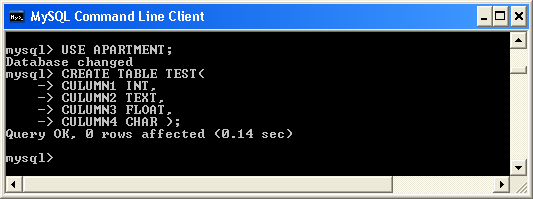 MySQL Command Line Client
mysql> USE APARTMENT;
Database changed
mysql> CREATE TABLE TEST(
    -> CULUMN1 INT,
    -> CULUMN2 TEXT,
    -> CULUMN3 FLOAT,
    -> CULUMN4 CHAR );
Query OK, 0 rows affected (0.14 sec)
mysql>